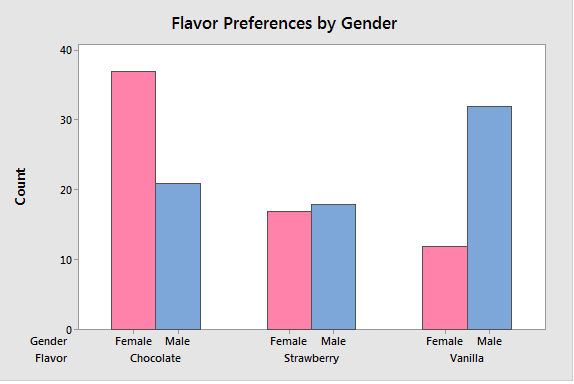 Flavor Preferences by Gender
Count
40
30
20
10
0
Gender Female Male Female Male Female Male
Flavor Chocolate Strawberry Vanilla